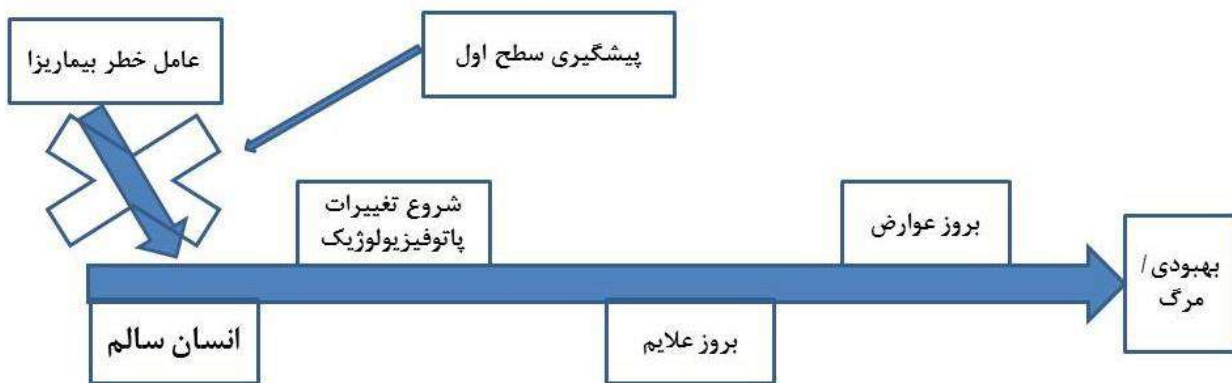 عامل خطر بیماریزا
پیشگیری سطح اول
شروع تغییرات
پاتوفیزیولوژیک
بروز عوارض
بهبودی/
مرگ
انسان سالم
بروز علایم